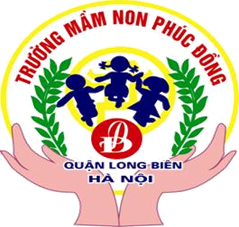 TRƯỜNG MẦM NON PHÚC ĐỒNG
QUẬN LONG BIÊN
HÀ NỘI